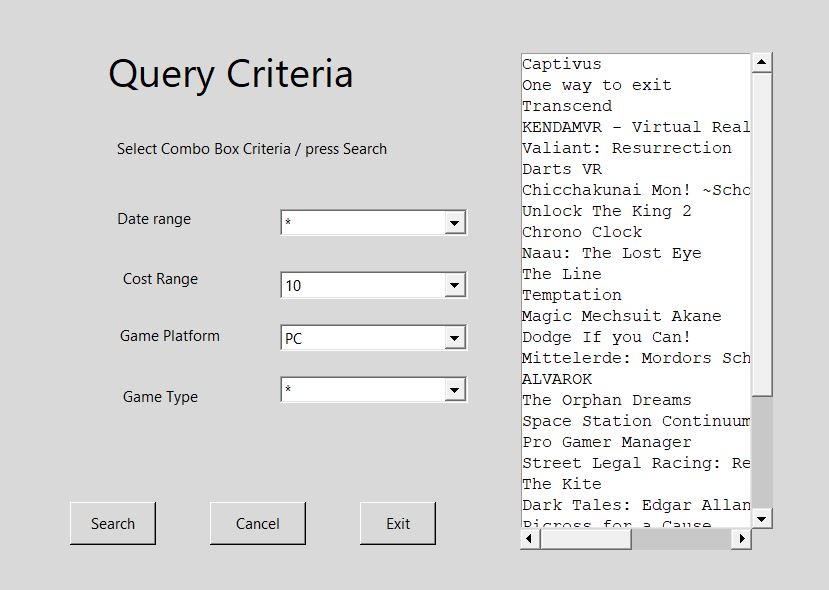 Query Criteria
Select Combo Box Criteria / press Search
Date range
*
Cost Range
10
Game Platform
PC
Game Type
*
Search
Cancel
Exit
Captivus
One way to exit
Transcend
KENDAMVR - Virtual Real
Valiant: Resurrection
Darts VR
Chicchakunai Mon! ~Scho
Unlock The King 2
Chrono Clock
Naau: The Lost Eye
The Line
Temptation
Magic Mechsuit Akane
Dodge If you Can!
Mittelerde: Mordors Sch
ALVAROK
The Orphan Dreams
Space Station Continuum
Pro Gamer Manager
Street Legal Racing: Re
The Kite
Dark Tales: Edgar Allan
Picross for a Cause